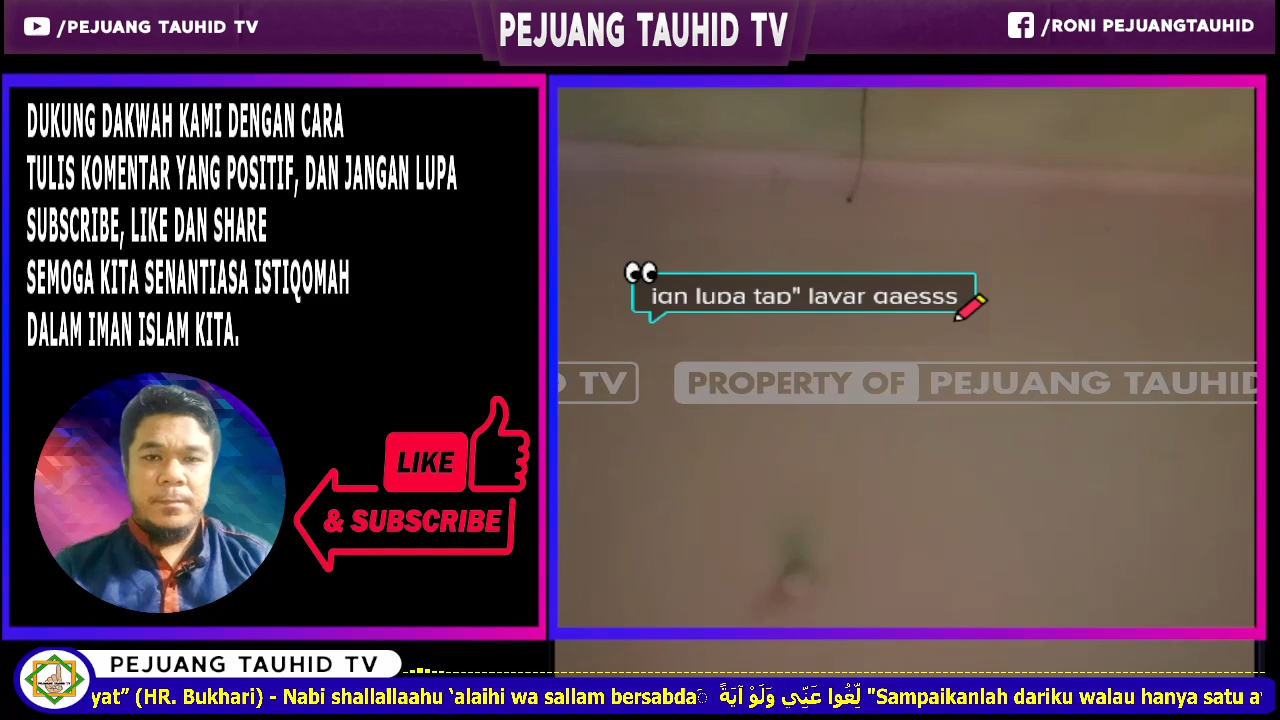 /PEJUANG TAUHID TV
PEJUANG TAUHID TV
/RONI PEJUANGTAUHID
DUKUNG DAKWAH KAMI DENGAN CARA
TULIS KOMENTAR YANG POSITIF, DAN JANGAN LUPA
SUBSCRIBE, LIKE DAN SHARE
SEMOGA KITA SENANTIASA ISTIQOMAH
DALAM IMAN ISLAM KITA.
LIKE
& SUBSCRIBE
jgn lupa tap" layar gaesss
TV
PROPERTY OF PEJUANG TAUHID
PEJUANG TAUHID TV
yat” (HR. Bukhari) - Nabi shallallaahu ‘alaihi wa sallam bersabda لِّغُوا عَنِّي وَلَوْ آيَةً "Sampaikanlah dariku walau hanya satu a